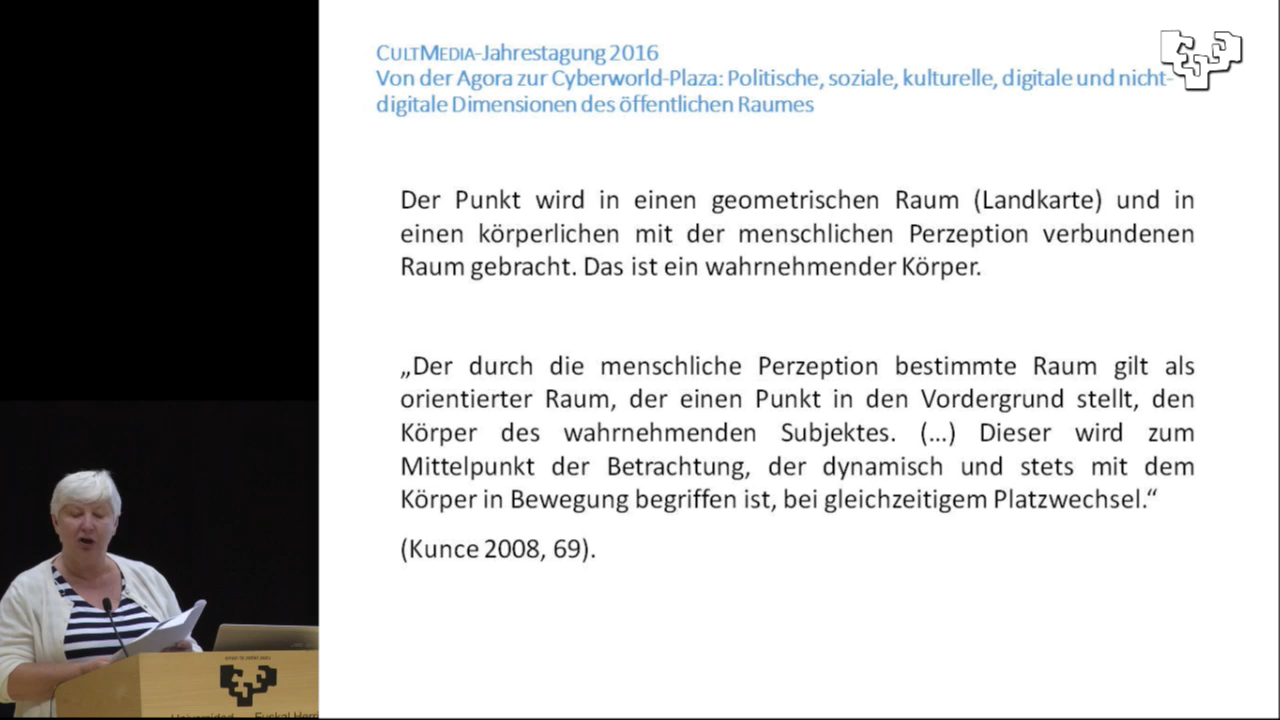 CULTMEDIA-Jahrestagung 2016
Von der Agora zur Cyberworld-Plaza: Politische, soziale, kulturelle, digitale und nicht-
digitale Dimensionen des öffentlichen Raumes
Der Punkt wird in einen geometrischen Raum (Landkarte) und in
einen körperlichen mit der menschlichen Perzeption verbundenen
Raum gebracht. Das ist ein wahrnehmender Körper.
„Der durch die menschliche Perzeption bestimmte Raum gilt als
orientierter Raum, der einen Punkt in den Vordergrund stellt, den
Körper des wahrnehmenden Subjektes. (…) Dieser wird zum
Mittelpunkt der Betrachtung, der dynamisch und stets mit dem
Körper in Bewegung begriffen ist, bei gleichzeitigem Platzwechsel.“
(Kunce 2008, 69).
Universidad Euskal Herri